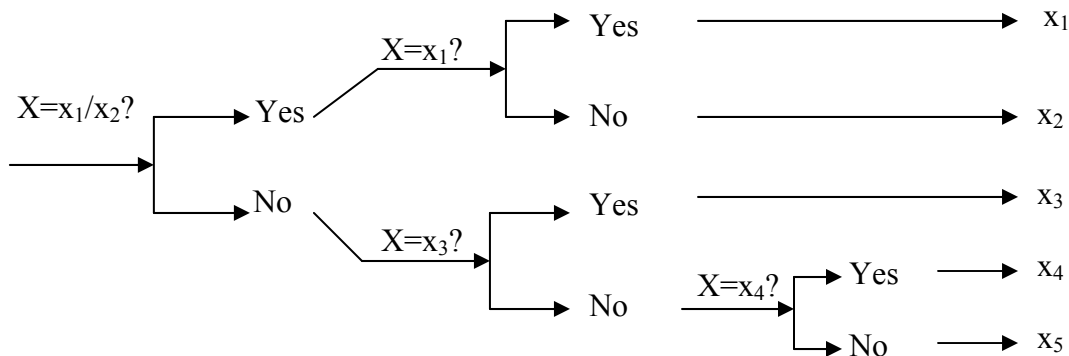 Yes x₁
X=x₁?
X=x₁/x₂? Yes No x₂
No Yes x₃
X=x₃?
Yes x₄
No X=x₄?
No x₅